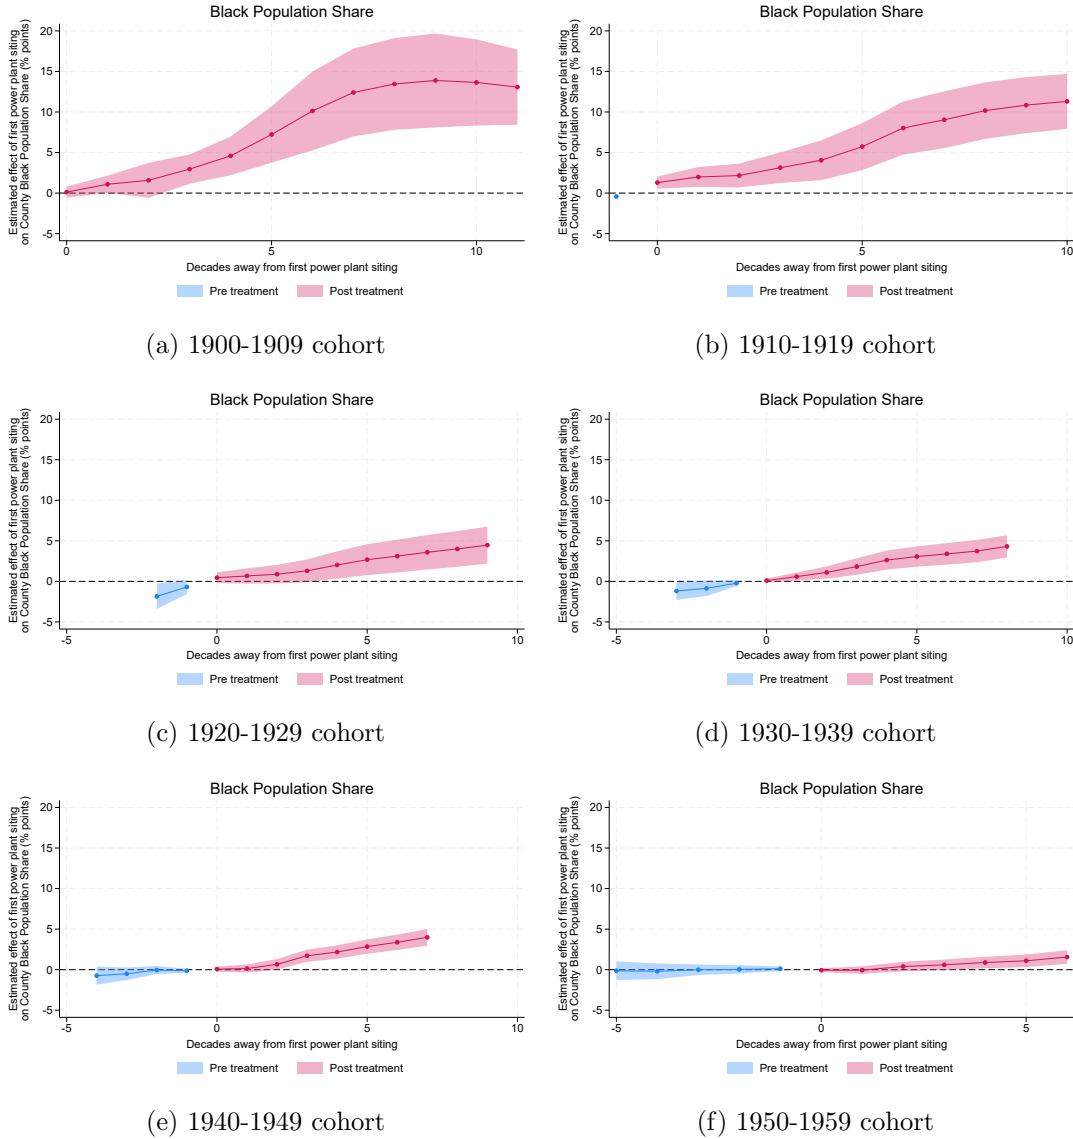 Black Population Share
Estimated effect of first power plant siting
on County Black Population Share (% points)
20
15
10
5
0
-5
0
5
10
Decades away from first power plant siting
Pre treatment
Post treatment
(a) 1900-1909 cohort
Black Population Share
Estimated effect of first power plant siting
on County Black Population Share (% points)
20
15
10
5
0
-5
0
5
10
Decades away from first power plant siting
Pre treatment
Post treatment
(b) 1910-1919 cohort
Black Population Share
Estimated effect of first power plant siting
on County Black Population Share (% points)
20
15
10
5
0
-5
-5
0
5
10
Decades away from first power plant siting
Pre treatment
Post treatment
(c) 1920-1929 cohort
Black Population Share
Estimated effect of first power plant siting
on County Black Population Share (% points)
20
15
10
5
0
-5
-5
0
5
10
Decades away from first power plant siting
Pre treatment
Post treatment
(d) 1930-1939 cohort
Black Population Share
Estimated effect of first power plant siting
on County Black Population Share (% points)
20
15
10
5
0
-5
-5
0
5
10
Decades away from first power plant siting
Pre treatment
Post treatment
(e) 1940-1949 cohort
Black Population Share
Estimated effect of first power plant siting
on County Black Population Share (% points)
20
15
10
5
0
-5
-5
0
5
Decades away from first power plant siting
Pre treatment
Post treatment
(f) 1950-1959 cohort